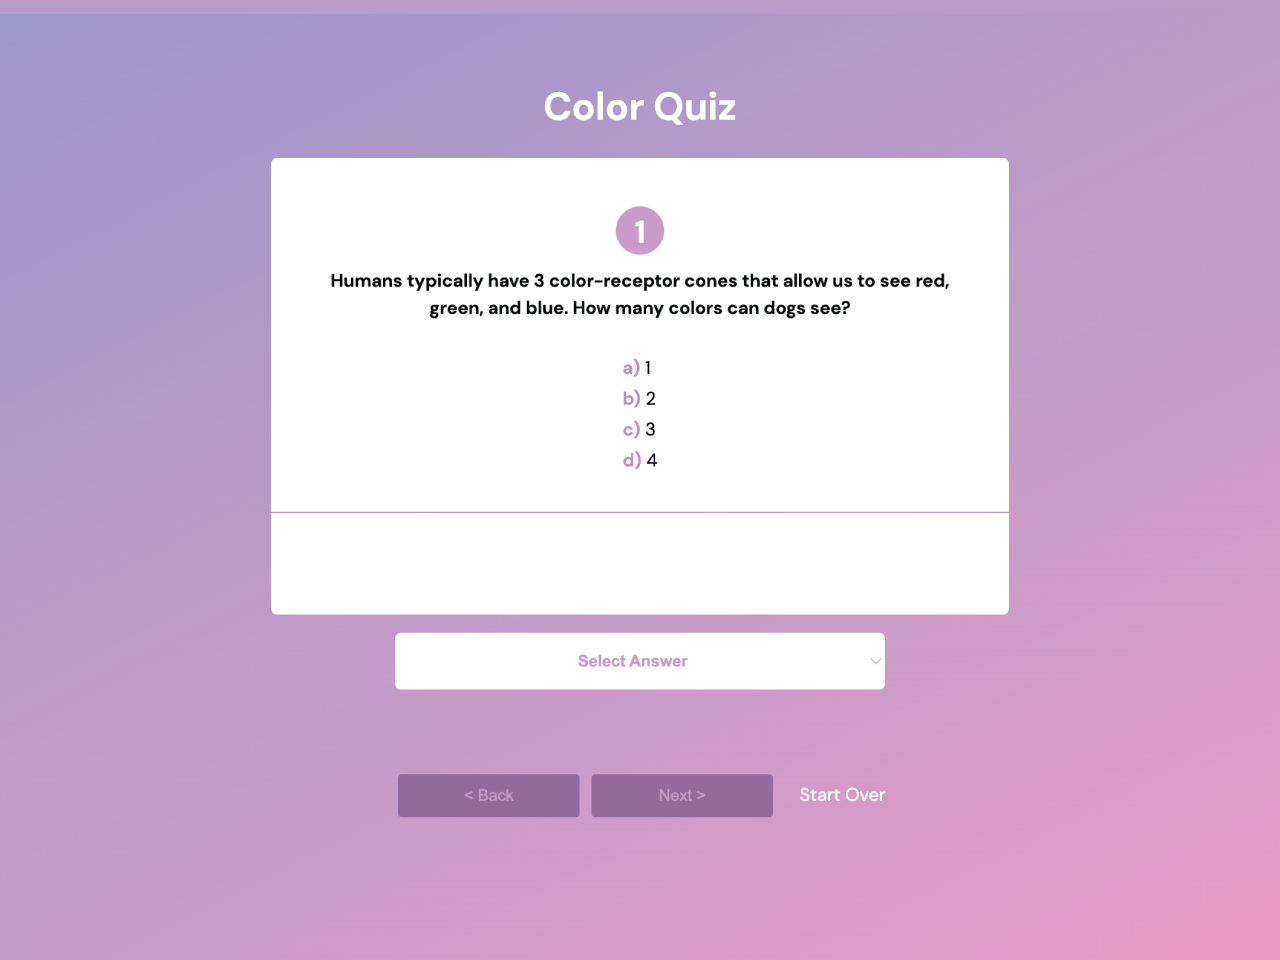 Color Quiz
1
Humans typically have 3 color-receptor cones that allow us to see red,
green, and blue. How many colors can dogs see?
a) 1
b) 2
c) 3
d) 4
Select Answer
< Back
Next >
Start Over